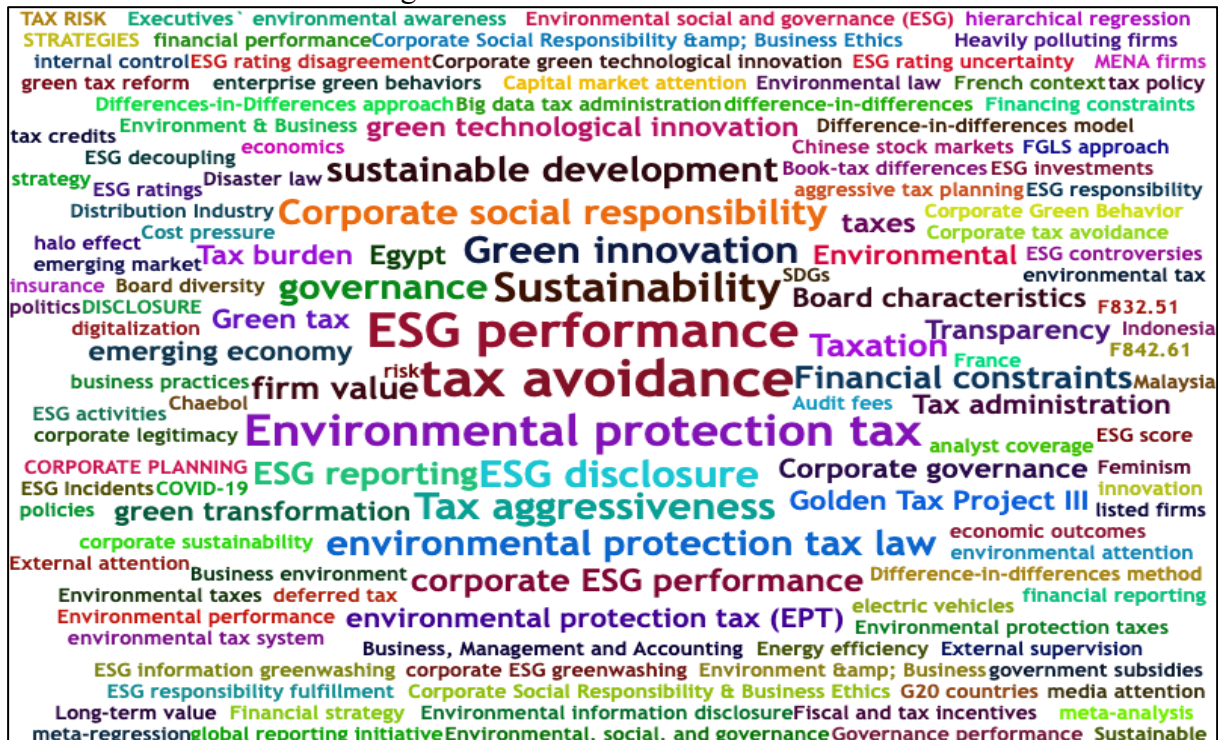 TAX RISK Executives` environmental awareness Environmental social and governance (ESG) hierarchical regression
STRATEGIES financial performance Corporate Social Responsibility &amp; Business Ethics Heavily polluting firms
internal control ESG rating disagreement Corporate green technological innovation ESG rating uncertainty MENA firms
green tax reform enterprise green behaviors Capital market attention Environmental law French context tax policy
Differences-in-Differences approach Big data tax administration difference-in-differences Financing constraints
tax credits Environment & Business green technological innovation Difference-in-differences model
economics Chinese stock markets FGLS approach
ESG decoupling sustainable development Book-tax differences ESG investments
strategy ESG ratings Disaster law aggressive tax planning ESG responsibility
Distribution Industry Corporate social responsibility taxes Corporate Green Behavior
Cost pressure Corporate tax avoidance
halo effect Tax burden Egypt Green innovation Environmental ESG controversies
emerging market SDGs environmental tax
insurance Board diversity governance Sustainability Board characteristics F832.51
politics DISCLOSURE
digitalization Green tax ESG performance Transparency Indonesia
emerging economy Taxation F842.61
France
business practices firm value risk tax avoidance Financial constraints Malaysia
ESG activities Chaebol Audit fees Tax administration
corporate legitimacy Environmental protection tax analyst coverage ESG score
CORPORATE PLANNING ESG reporting ESG disclosure Corporate governance Feminism
ESG Incidents COVID-19 innovation
policies green transformation Tax aggressiveness Golden Tax Project III listed firms
corporate sustainability environmental protection tax law economic outcomes
environmental attention
External attention Business environment corporate ESG performance Difference-in-differences method
Environmental taxes deferred tax financial reporting
Environmental performance environmental protection tax (EPT) electric vehicles
Environmental protection taxes
environmental tax system Business, Management and Accounting Energy efficiency External supervision
ESG information greenwashing corporate ESG greenwashing Environment &amp; Business government subsidies
ESG responsibility fulfillment Corporate Social Responsibility & Business Ethics G20 countries media attention
Long-term value Financial strategy Environmental information disclosure Fiscal and tax incentives meta-analysis
meta-regression global reporting initiative Environmental, social, and governance Governance performance Sustainable